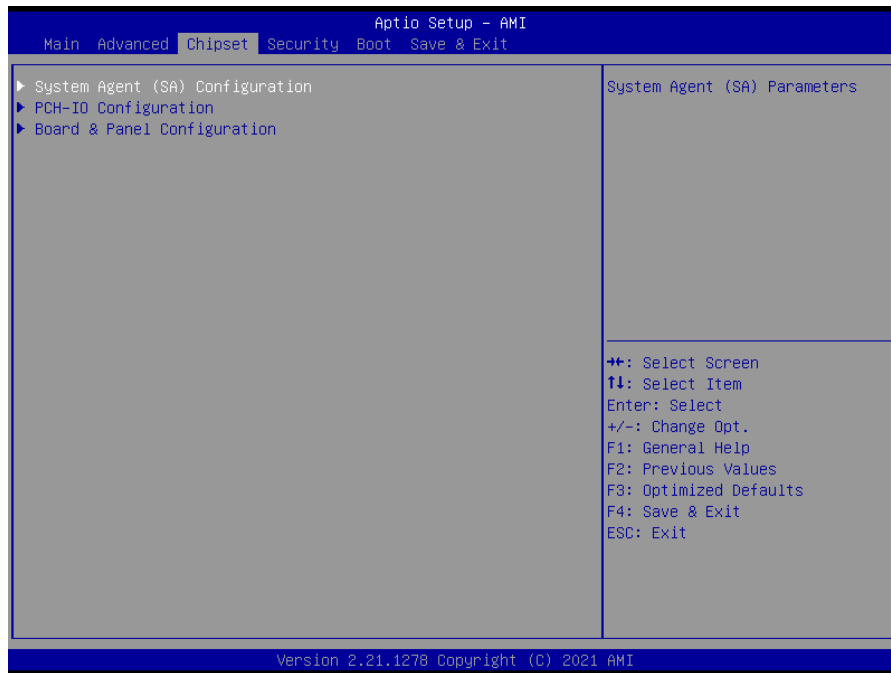 Aptio Setup – AMI
Main Advanced Chipset Security Boot Save & Exit
▶ System Agent (SA) Configuration
▶ PCH-IO Configuration
▶ Board & Panel Configuration
System Agent (SA) Parameters
→←: Select Screen
↑↓: Select Item
Enter: Select
+/-: Change Opt.
F1: General Help
F2: Previous Values
F3: Optimized Defaults
F4: Save & Exit
ESC: Exit
Version 2.21.1278 Copyright (C) 2021 AMI